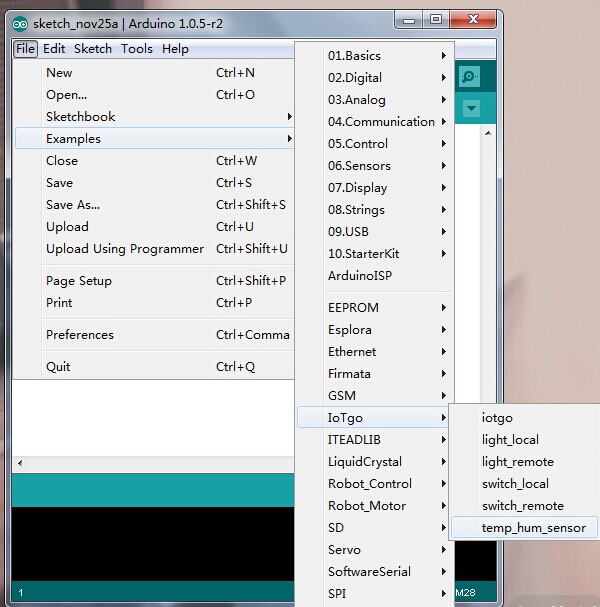 sketch_nov25a | Arduino 1.0.5-r2
File Edit Sketch Tools Help
New Ctrl+N
Open... Ctrl+O
Sketchbook
Examples
Close Ctrl+W
Save Ctrl+S
Save As... Ctrl+Shift+S
Upload Ctrl+U
Upload Using Programmer Ctrl+Shift+U
Page Setup Ctrl+Shift+P
Print Ctrl+P
Preferences Ctrl+Comma
Quit Ctrl+Q
01.Basics
02.Digital
03.Analog
04.Communication
05.Control
06.Sensors
07.Display
08.Strings
09.USB
10.StarterKit
ArduinoISP
EEPROM
Esplora
Ethernet
Firmata
GSM
IoTgo
ITEADLIB
LiquidCrystal
Robot_Control
Robot_Motor
SD
Servo
SoftwareSerial
SPI
iotgo
light_local
light_remote
switch_local
switch_remote
temp_hum_sensor
1
M28